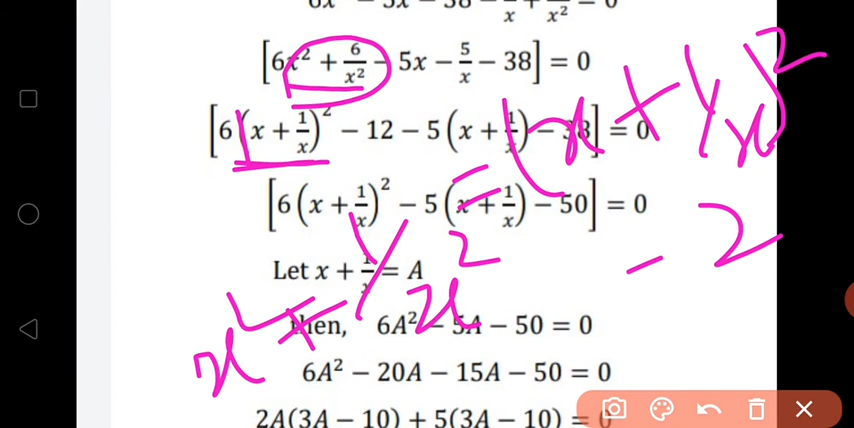 [6x² + 6/x² − 5x − 5/x − 38] = 0
[6(x + 1/x)² − 12 − 5(x + 1/x) − 38] = 0
[6(x + 1/x)² − 5(x + 1/x) − 50] = 0
Let x + 1/x = A
then, 6A² − 5A − 50 = 0
6A² − 20A − 15A − 50 = 0
2A(3A − 10) + 5(3A − 10) = 0
x² + 1/x² = (x + 1/x)² − 2